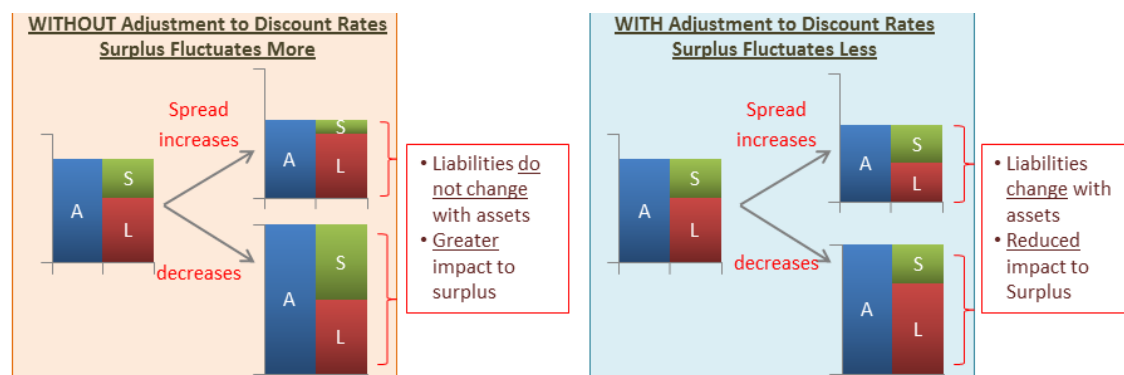 WITHOUT Adjustment to Discount Rates
Surplus Fluctuates More
Spread
increases
decreases
A
S
L
A
S
L
A
S
L
• Liabilities do
not change
with assets
• Greater
impact to
surplus
WITH Adjustment to Discount Rates
Surplus Fluctuates Less
Spread
increases
decreases
A
S
L
A
S
L
A
S
L
• Liabilities
change with
assets
• Reduced
impact to
Surplus